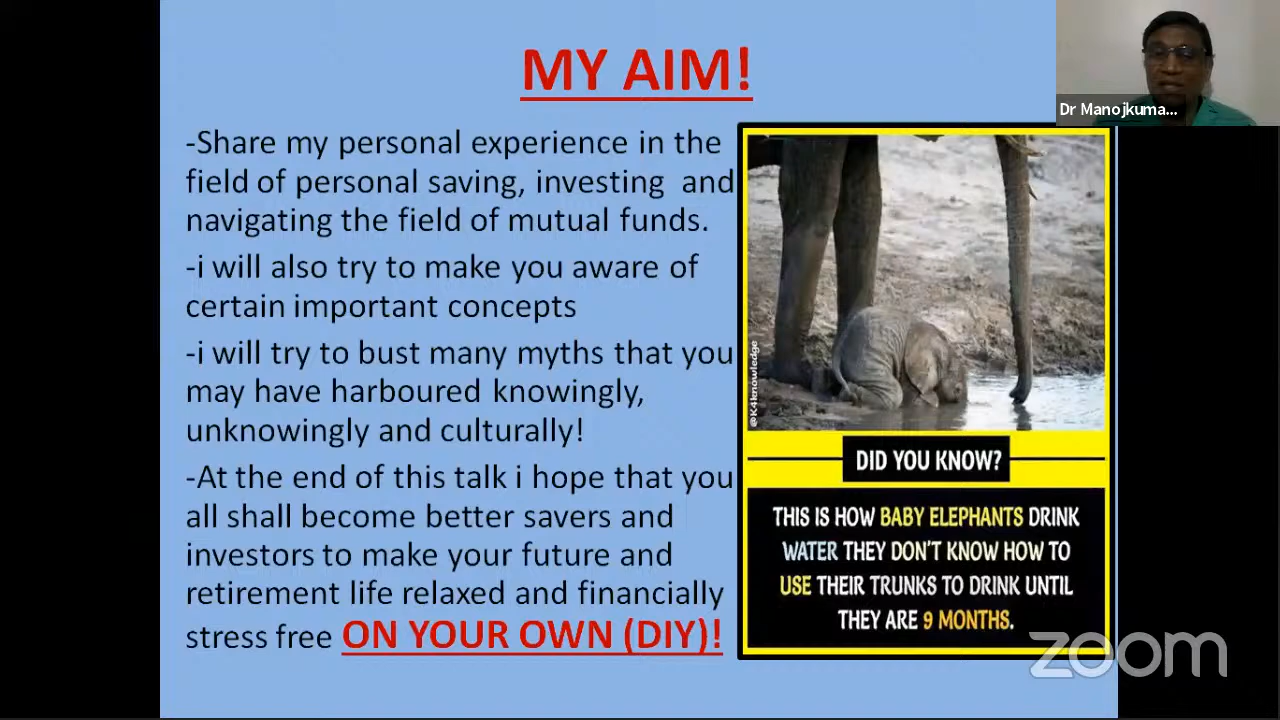 MY AIM!
-Share my personal experience in the
field of personal saving, investing and
navigating the field of mutual funds.
-i will also try to make you aware of
certain important concepts
-i will try to bust many myths that you
may have harboured knowingly,
unknowingly and culturally!
-At the end of this talk i hope that you
all shall become better savers and
investors to make your future and
retirement life relaxed and financially
stress free ON YOUR OWN (DIY)!
@K4knowledge
DID YOU KNOW?
THIS IS HOW BABY ELEPHANTS DRINK
WATER THEY DON'T KNOW HOW TO
USE THEIR TRUNKS TO DRINK UNTIL
THEY ARE 9 MONTHS.
Dr Manojkuma...
zoom